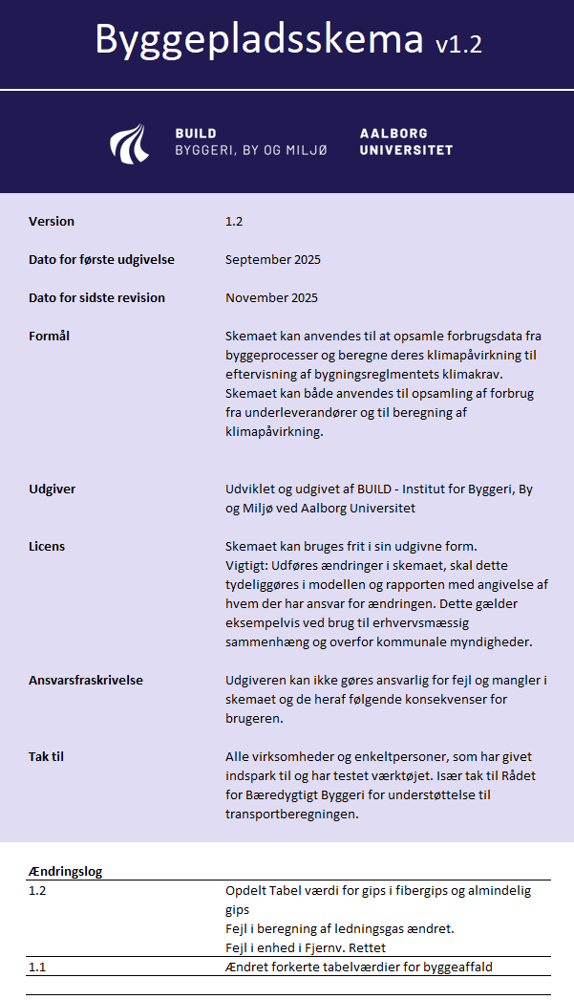 Byggepladsskema v1.2
BUILD
BYGGERI, BY OG MILJØ
AALBORG
UNIVERSITET
Version 1.2
Dato for første udgivelse September 2025
Dato for sidste revision November 2025
Formål Skemaet kan anvendes til at opsamle forbrugsdata fra
byggeprocesser og beregne deres klimapåvirkning til
eftervisning af bygningsreglmentets klimakrav.
Skemaet kan både anvendes til opsamling af forbrug
fra underleverandører og til beregning af
klimapåvirkning.
Udgiver Udviklet og udgivet af BUILD - Institut for Byggeri, By
og Miljø ved Aalborg Universitet
Licens Skemaet kan bruges frit i sin udgivne form.
Vigtigt: Udføres ændringer i skemaet, skal dette
tydeliggøres i modellen og rapporten med angivelse af
hvem der har ansvar for ændringen. Dette gælder
eksempelvis ved brug til erhvervsmæssig
sammenhæng og overfor kommunale myndigheder.
Ansvarsfraskrivelse Udgiveren kan ikke gøres ansvarlig for fejl og mangler i
skemaet og de heraf følgende konsekvenser for
brugeren.
Tak til Alle virksomheder og enkeltpersoner, som har givet
indspark til og har testet værktøjet. Især tak til Rådet
for Bæredygtigt Byggeri for understøttelse til
transportberegningen.
Ændringslog
1.2 Opdelt Tabel værdi for gips i fibergips og almindelig
gips
Fejl i beregning af ledningsgas ændret.
Fejl i enhed i Fjernv. Rettet
1.1 Ændret forkerte tabelværdier for byggeaffald